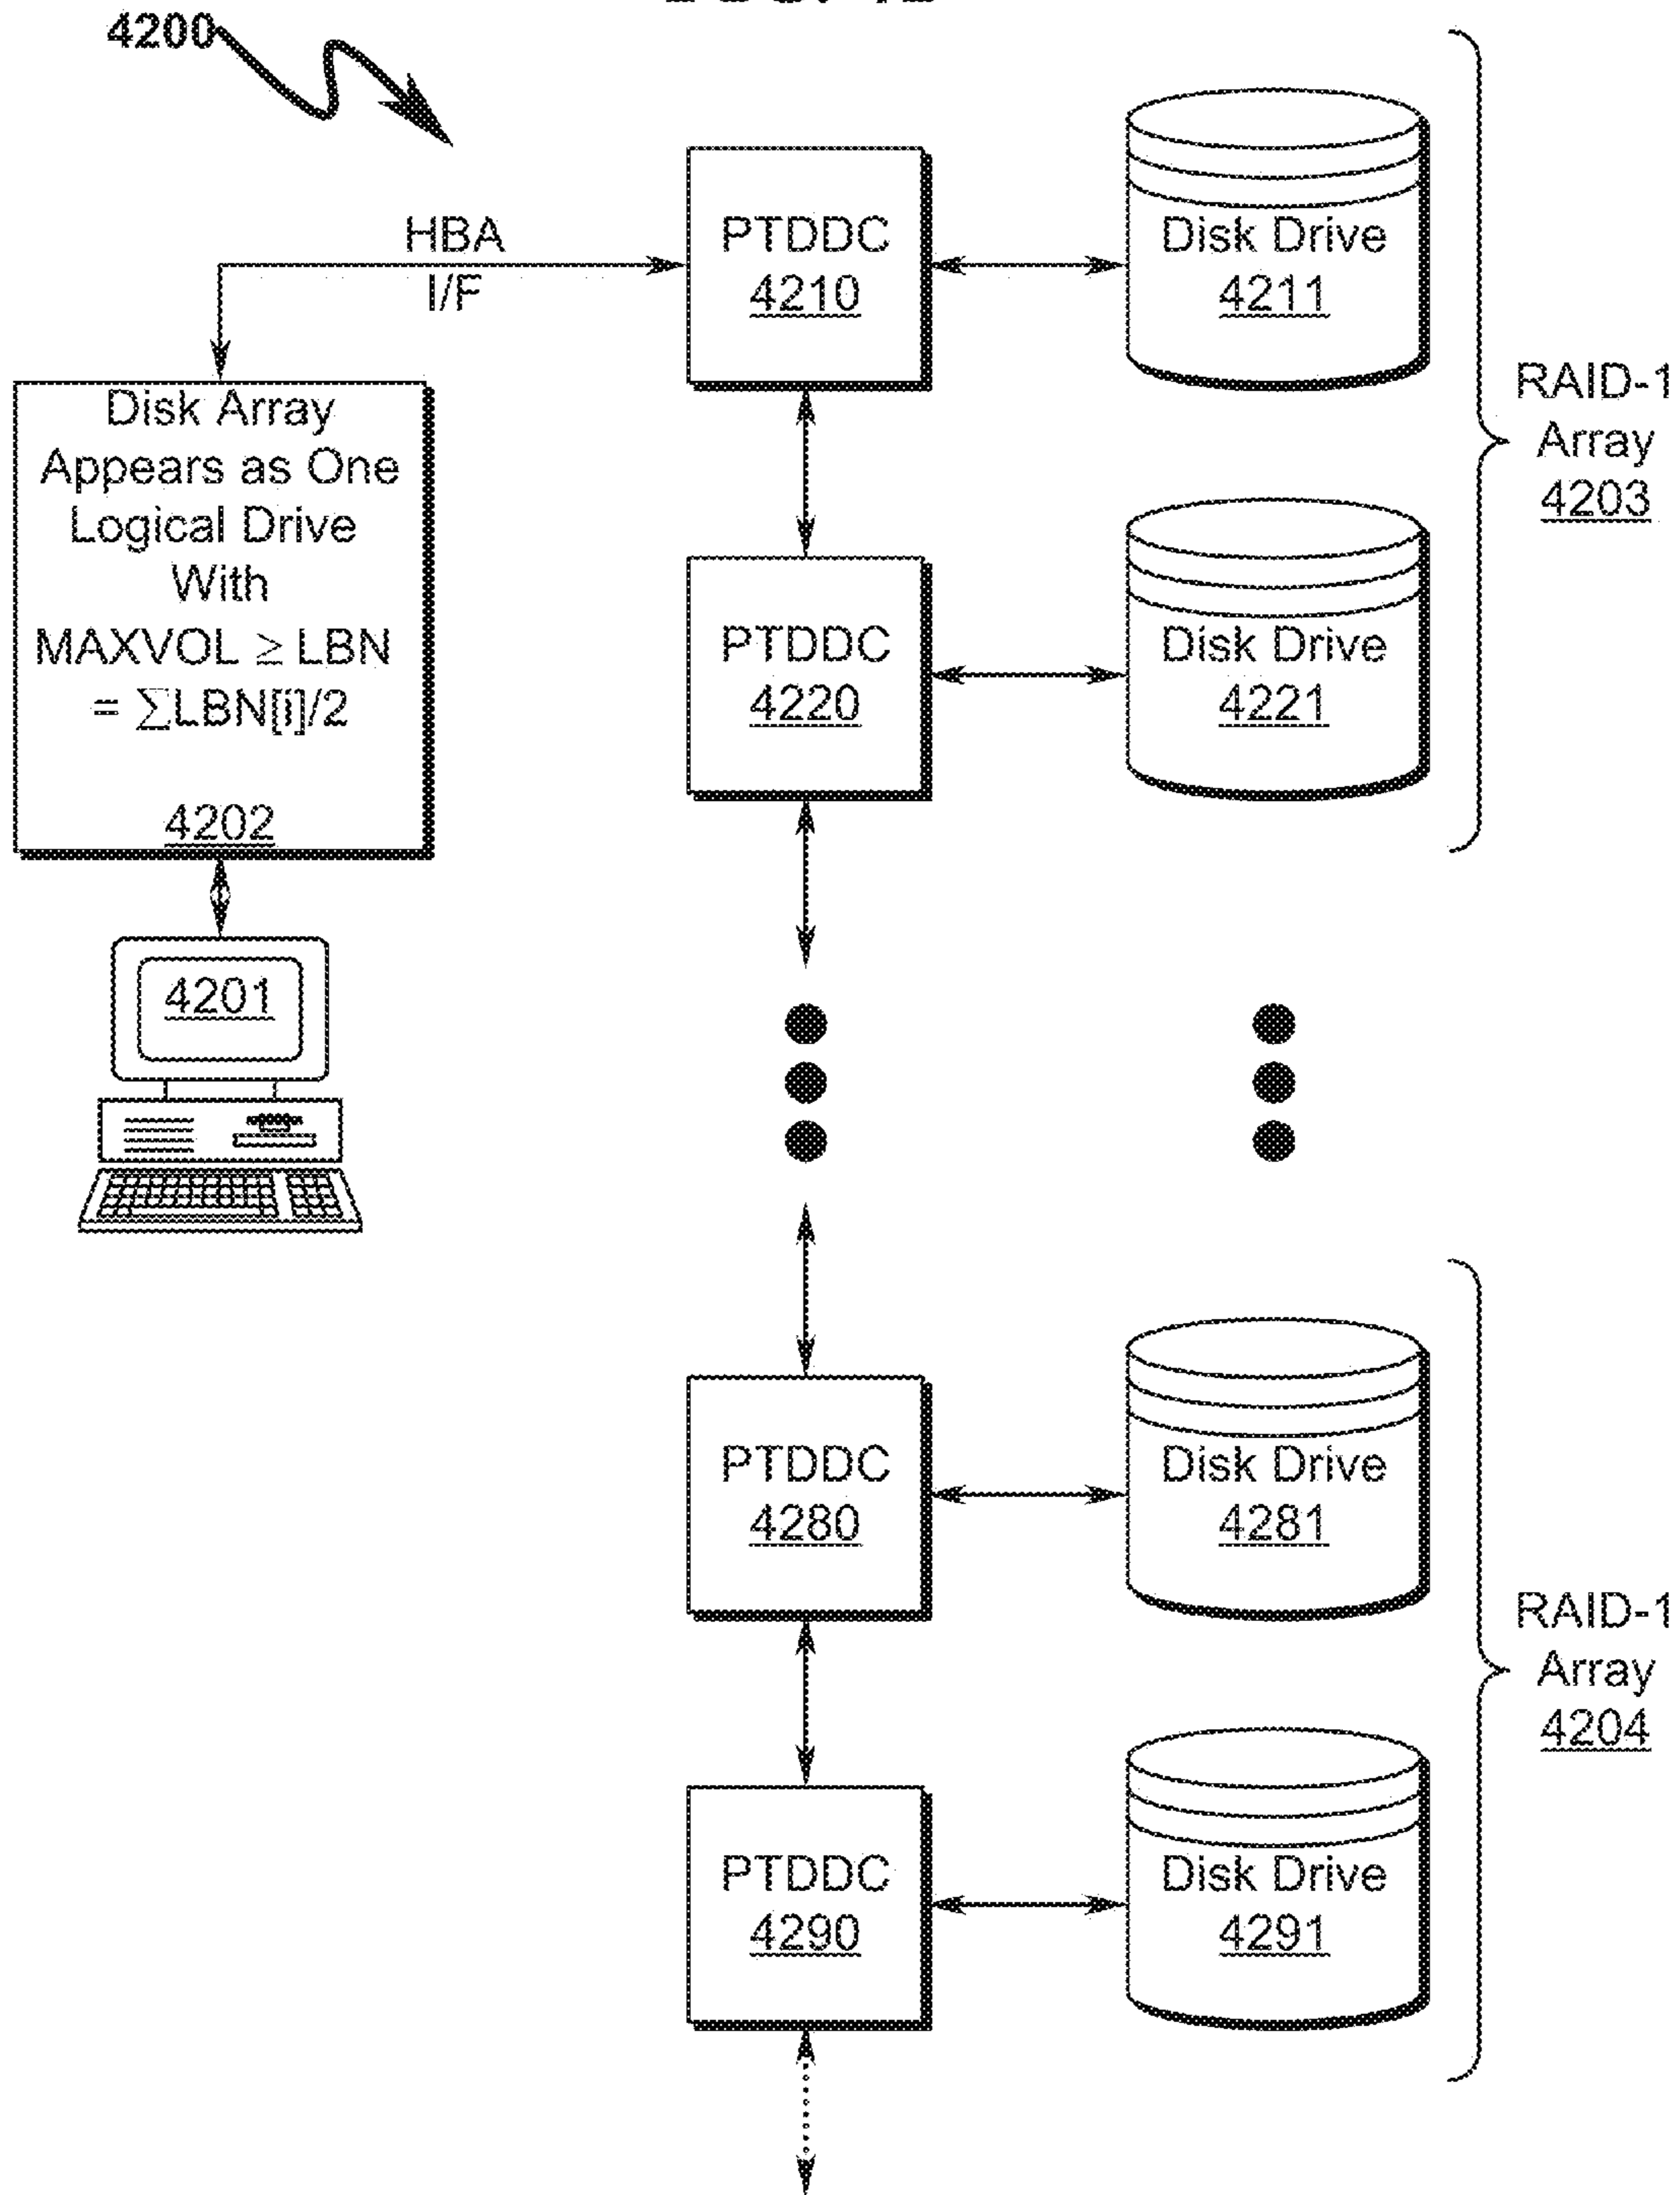 4200
HBA
I/F
PTDDC
4210
Disk Drive
4211
RAID-1
Array
4203
Disk Array
Appears as One
Logical Drive
With
MAXVOL ≥ LBN
= ∑LBN[i]/2
4202
PTDDC
4220
Disk Drive
4221
4201
PTDDC
4280
Disk Drive
4281
RAID-1
Array
4204
PTDDC
4290
Disk Drive
4291